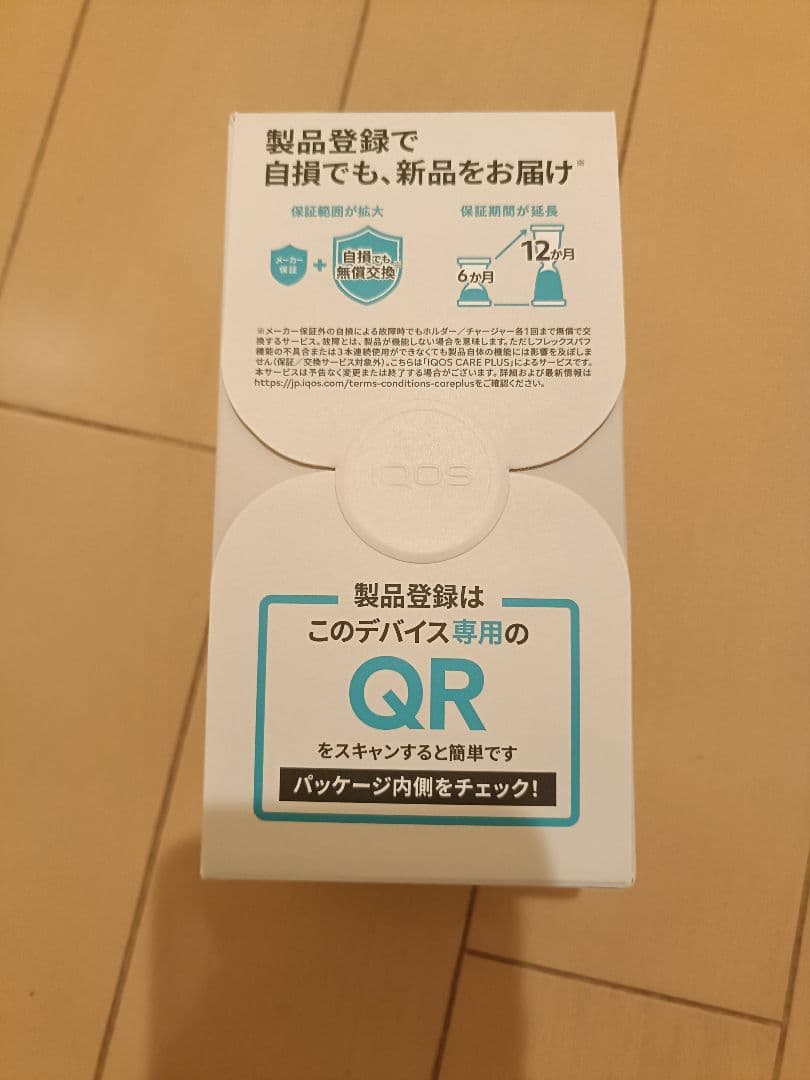 製品登録で
自損でも、新品をお届け※
保証範囲が拡大
保証期間が延長
メーカー
保証
+
自損でも
無償交換※
6か月
12か月
※メーカー保証外の自損による故障時でもホルダー／チャージャー各1回まで無償で交
換するサービス。故障とは、製品が機能しない場合を意味します。ただしフレックスパフ
機能の不具合または3本連続使用ができなくても製品自体の機能には影響を及ぼしま
せん(保証／交換サービス対象外)。こちらは「IQOS CARE PLUS」によるサービスです。
本サービスは予告なく変更または終了する場合がございます。詳細および最新情報は
https://jp.iqos.com/terms-conditions-careplusをご確認ください。
IQOS
製品登録は
このデバイス専用の
QR
をスキャンすると簡単です
パッケージ内側をチェック!